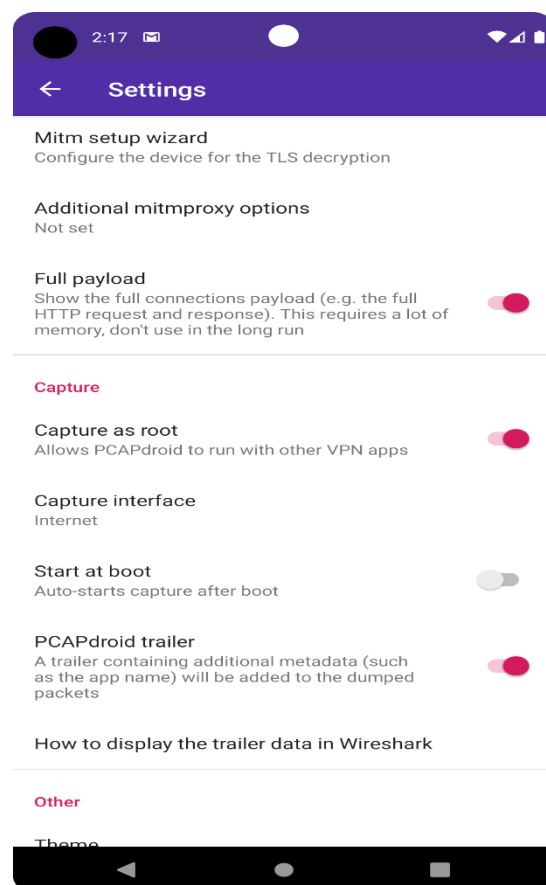 2:17
Settings
Mitm setup wizard
Configure the device for the TLS decryption
Additional mitmproxy options
Not set
Full payload
Show the full connections payload (e.g. the full
HTTP request and response). This requires a lot of
memory, don't use in the long run
Capture
Capture as root
Allows PCAPdroid to run with other VPN apps
Capture interface
Internet
Start at boot
Auto-starts capture after boot
PCAPdroid trailer
A trailer containing additional metadata (such
as the app name) will be added to the dumped
packets
How to display the trailer data in Wireshark
Other
Theme